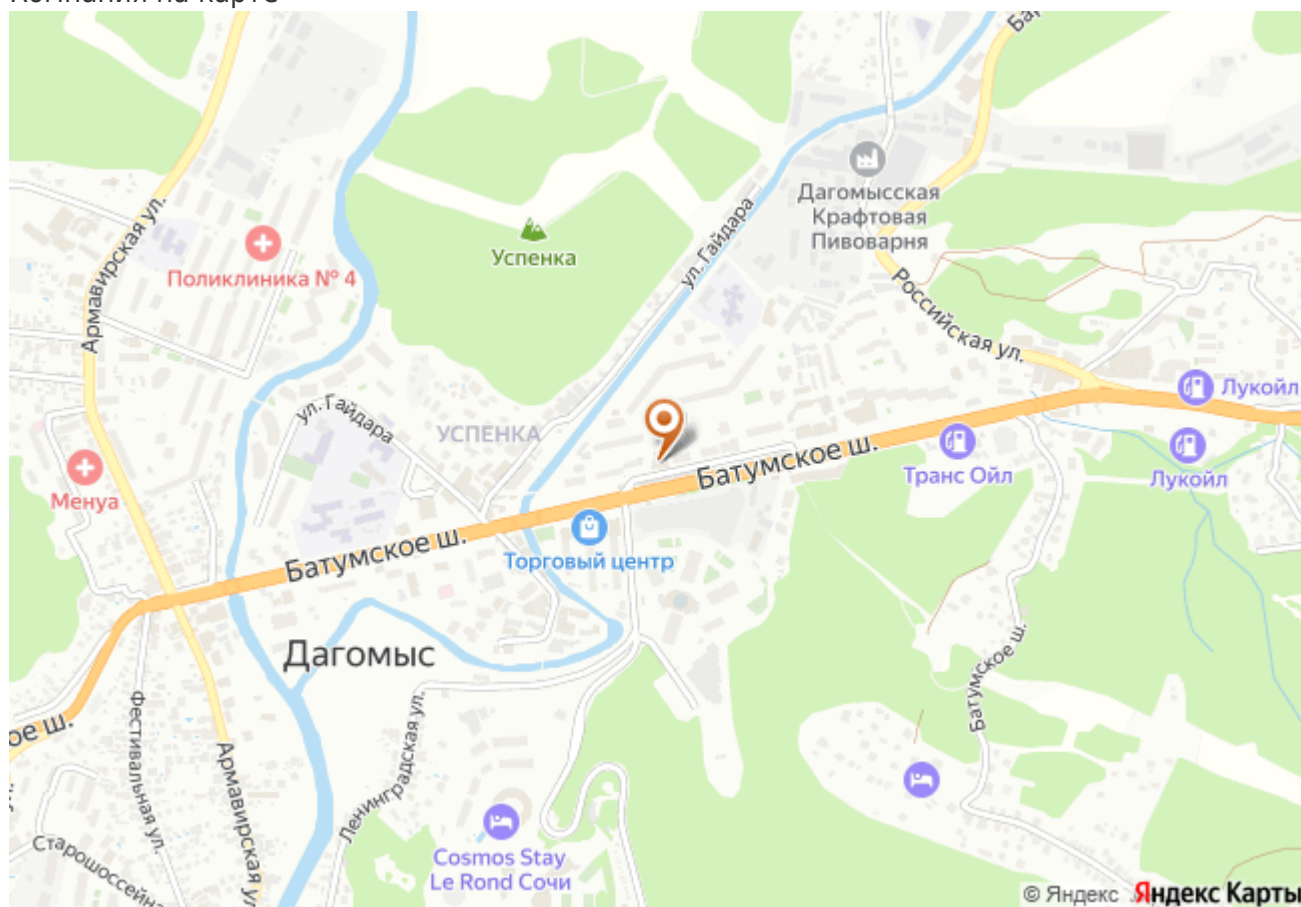 Компания на карте
Армавирская ул.
Поликлиника № 4
Успенка
ул. Гайдара
Дагомысская
Крафтовая
Пивоварня
Российская ул.
Лукойл
ул. Гайдара
УСПЕНКА
Менуа
Батумское ш.
Транс Ойл
Лукойл
Батумское ш.
Торговый центр
Дагомыс
Батумское ш.
ое ш.
Фестивальная ул.
Армавирская ул
Ленинградская ул.
Старошоссейна
Cosmos Stay
Le Rond Сочи
© Яндекс Яндекс Карты